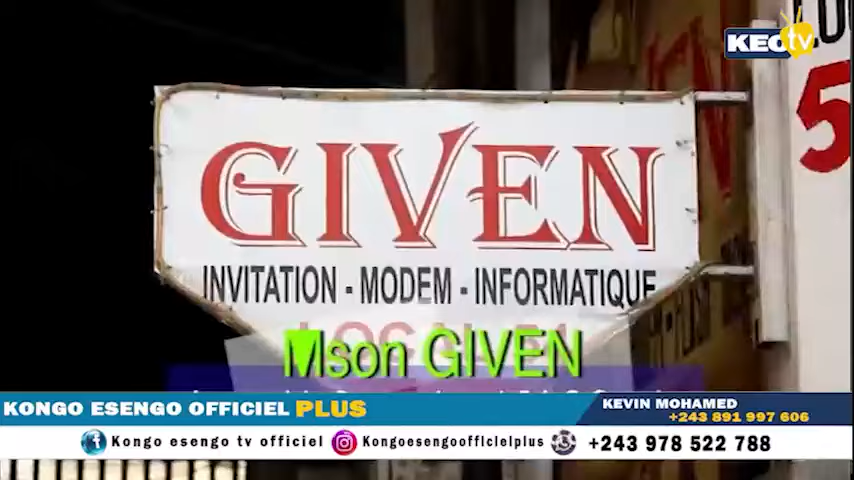 KEO tv
5
GIVEN
INVITATION - MODEM - INFORMATIQUE
Mson GIVEN
KONGO ESENGO OFFICIEL PLUS
KEVIN MOHAMED
+243 891 997 606
Kongo esengo tv officiel
Kongoesengoofficielplus
+243 978 522 788